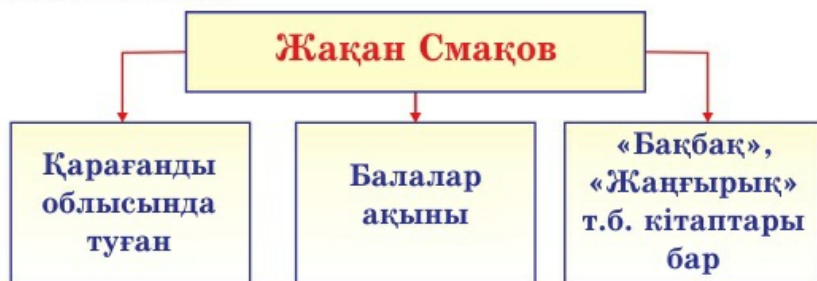 Жақан Смақов
Қарағанды
облысында
туған
Балалар
ақыны
«Бақбақ»,
«Жаңғырық»
т.б. кітаптары
бар